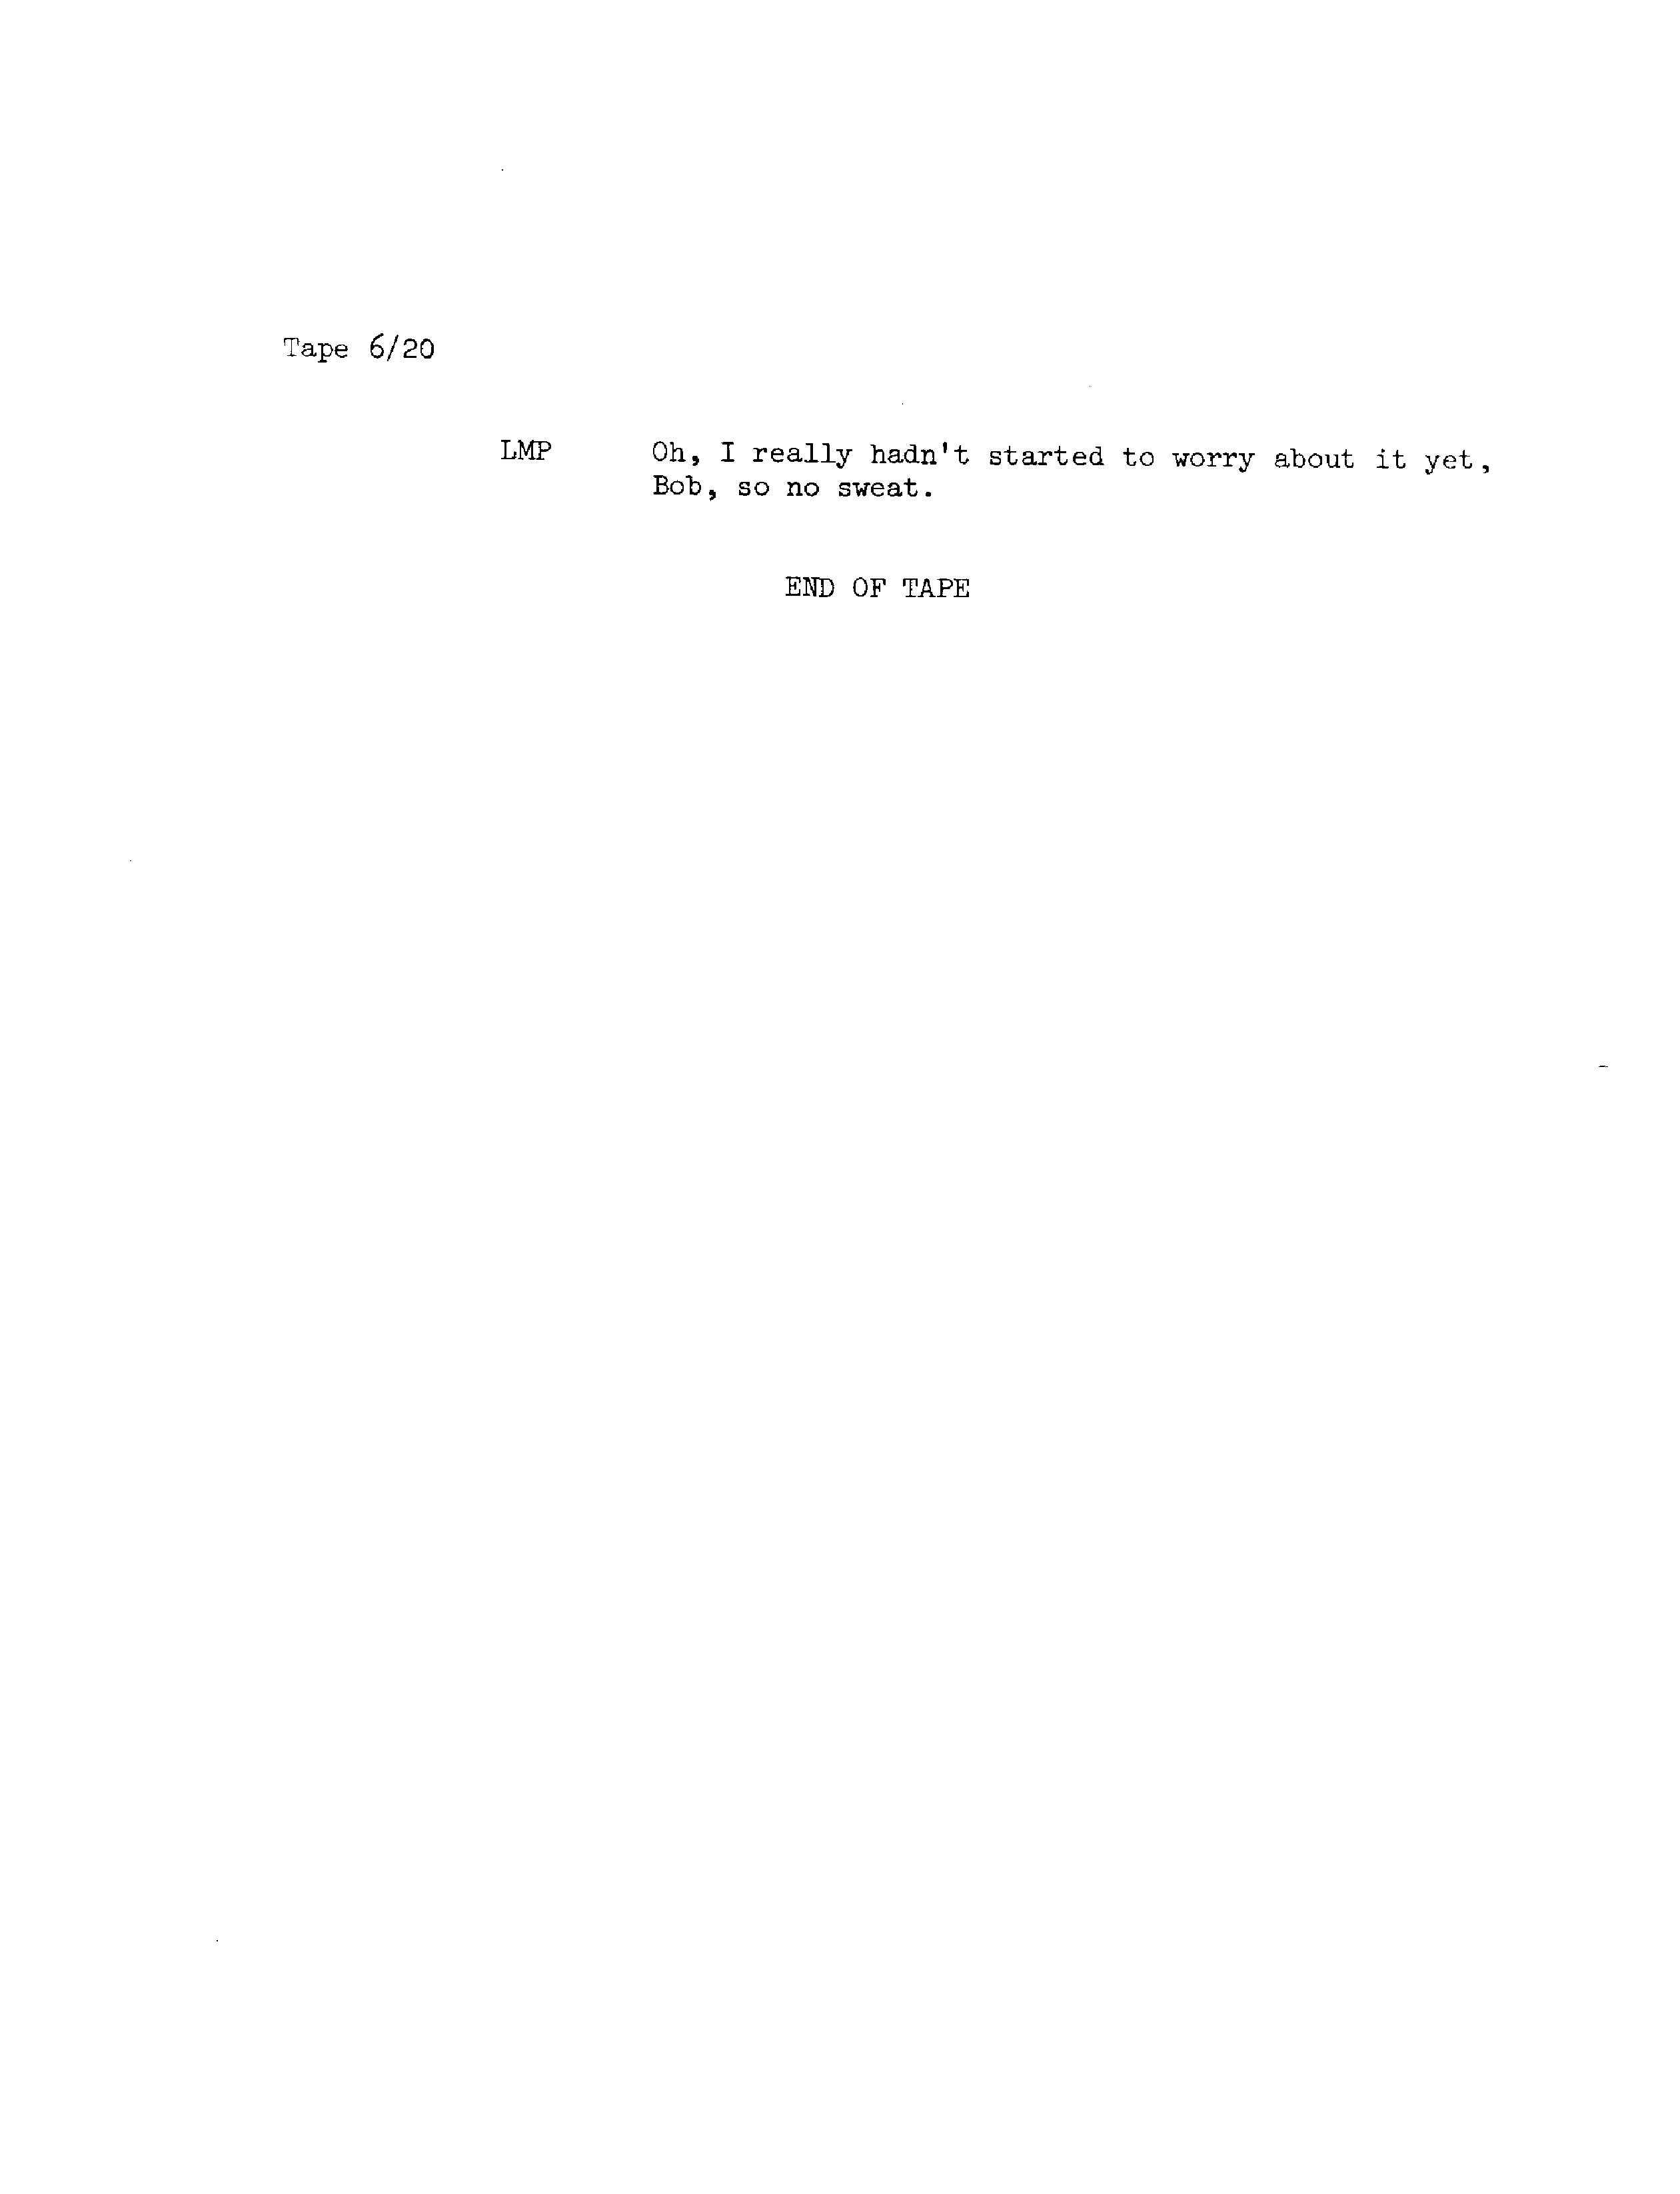 Tape 6/20
LMP Oh, I really hadn't started to worry about it yet,
Bob, so no sweat.
END OF TAPE